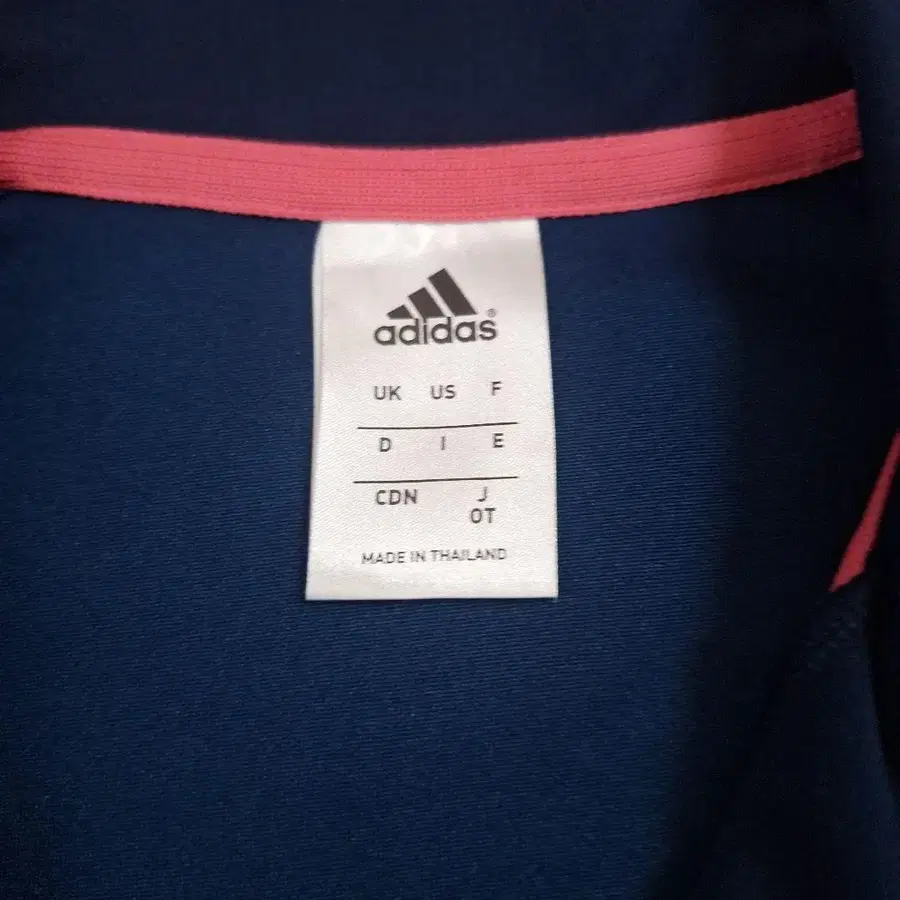 adidas®
UK US F
D I E
CDN J
OT
MADE IN THAILAND